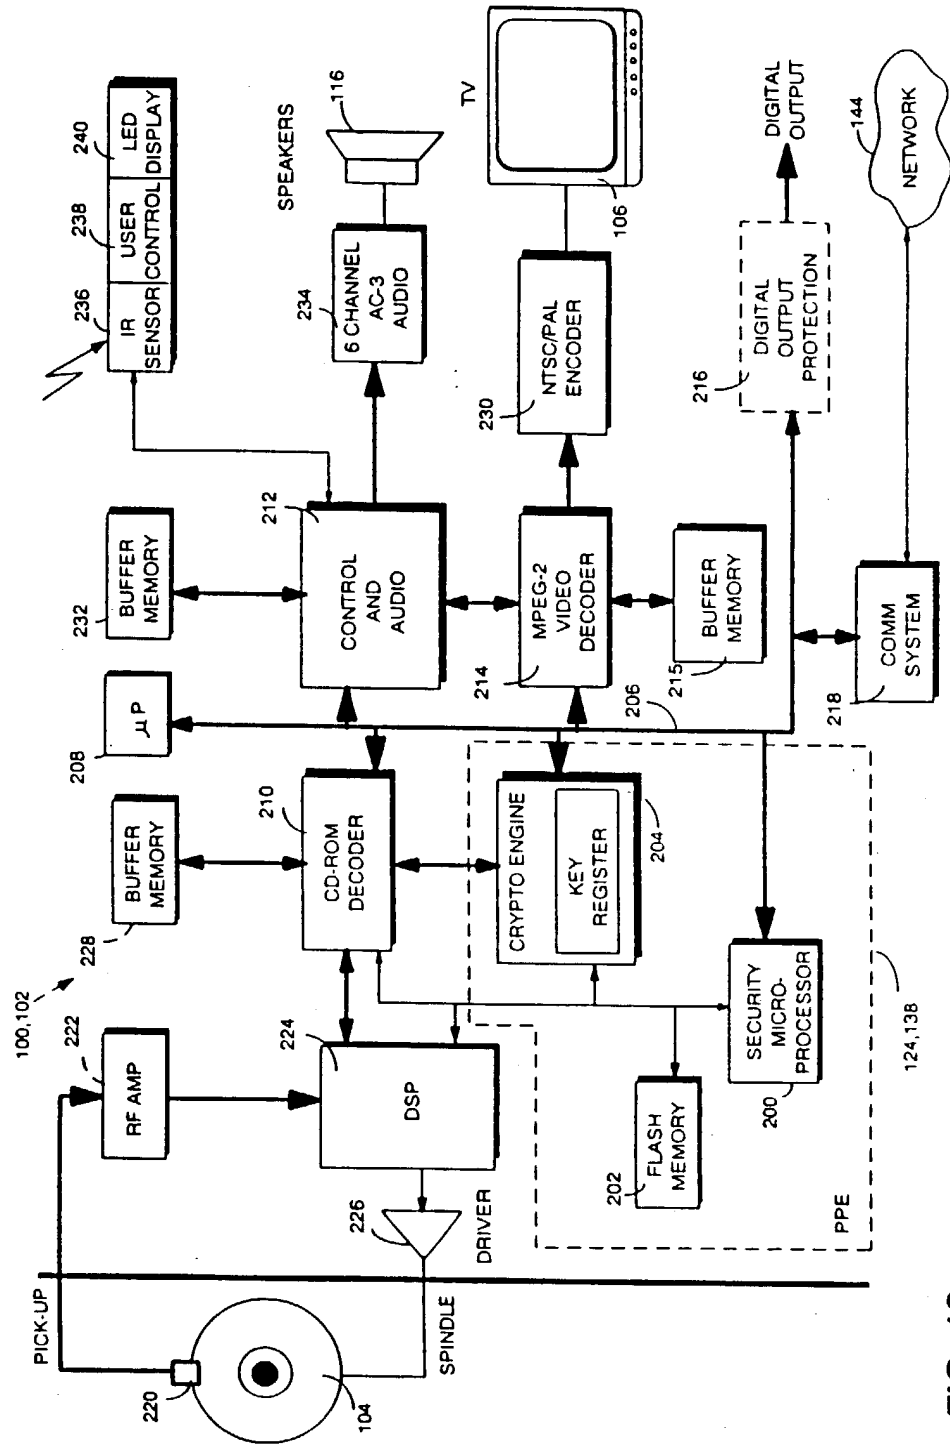 100,102
PICK-UP
220
104
SPINDLE
222
RF AMP
224
DSP
226
DRIVER
228
BUFFER
MEMORY
210
CD-ROM
DECODER
208
μP
232
BUFFER
MEMORY
212
CONTROL
AND
AUDIO
236
IR
SENSOR
238
USER
CONTROL
240
LED
DISPLAY
234
6 CHANNEL
AC-3
AUDIO
SPEAKERS
116
214
MPEG-2
VIDEO
DECODER
230
NTSC/PAL
ENCODER
TV
106
215
BUFFER
MEMORY
206
CRYPTO ENGINE
KEY
REGISTER
204
202
FLASH
MEMORY
SECURITY
MICRO-
PROCESSOR
200
PPE
124,138
216
DIGITAL
OUTPUT
PROTECTION
DIGITAL
OUTPUT
218
COMM
SYSTEM
144
NETWORK